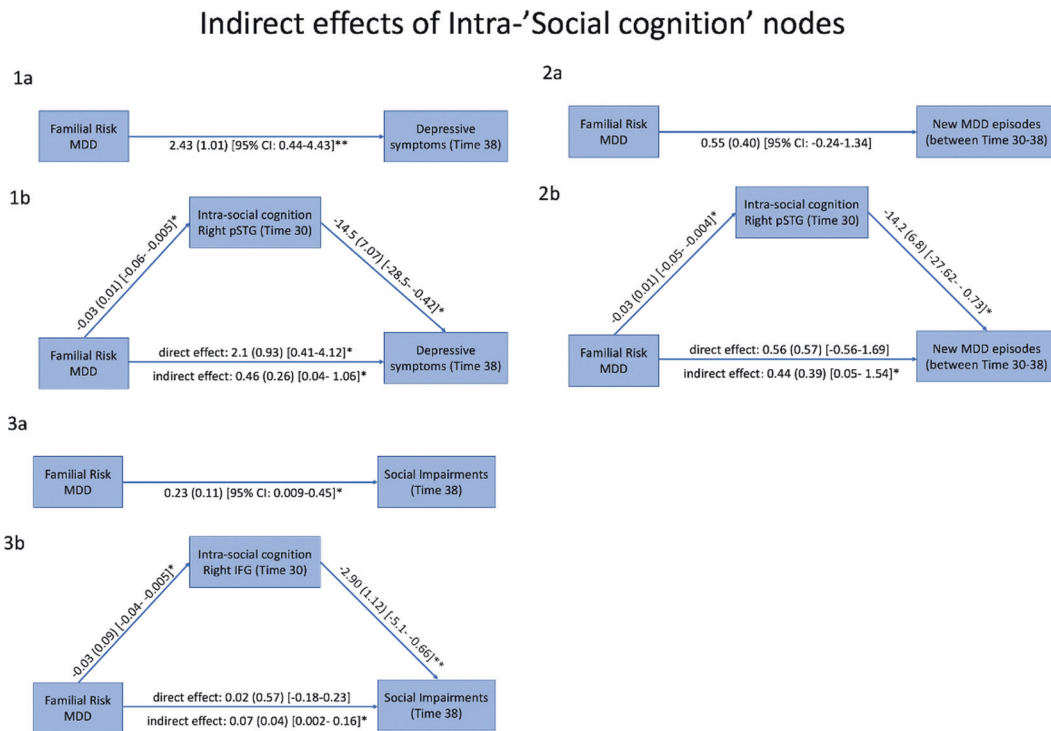 Indirect effects of Intra-'Social cognition' nodes
1a
Familial Risk
MDD
2.43 (1.01) [95% CI: 0.44-4.43]**
Depressive
symptoms (Time 38)
2a
Familial Risk
MDD
0.55 (0.40) [95% CI: -0.24-1.34]
New MDD episodes
(between Time 30-38)
1b
Intra-social cognition
Right pSTG (Time 30)
-0.03 (0.01) [-0.06- -0.005]*
-14.5 (7.07) [-28.5- -0.42]*
Familial Risk
MDD
direct effect: 2.1 (0.93) [0.41-4.12]*
indirect effect: 0.46 (0.26) [0.04- 1.06]*
Depressive
symptoms (Time 38)
2b
Intra-social cognition
Right pSTG (Time 30)
-0.03 (0.01) [-0.05- -0.004]*
-14.2 (6.8) [-27.62- - 0.73]*
Familial Risk
MDD
direct effect: 0.56 (0.57) [-0.56-1.69]
indirect effect: 0.44 (0.39) [0.05- 1.54]*
New MDD episodes
(between Time 30-38)
3a
Familial Risk
MDD
0.23 (0.11) [95% CI: 0.009-0.45]*
Social Impairments
(Time 38)
3b
Intra-social cognition
Right IFG (Time 30)
-0.03 (0.09) [-0.04- -0.005]*
-2.90 (1.12) [-5.1- -0.66]**
Familial Risk
MDD
direct effect: 0.02 (0.57) [-0.18-0.23]
indirect effect: 0.07 (0.04) [0.002- 0.16]*
Social Impairments
(Time 38)